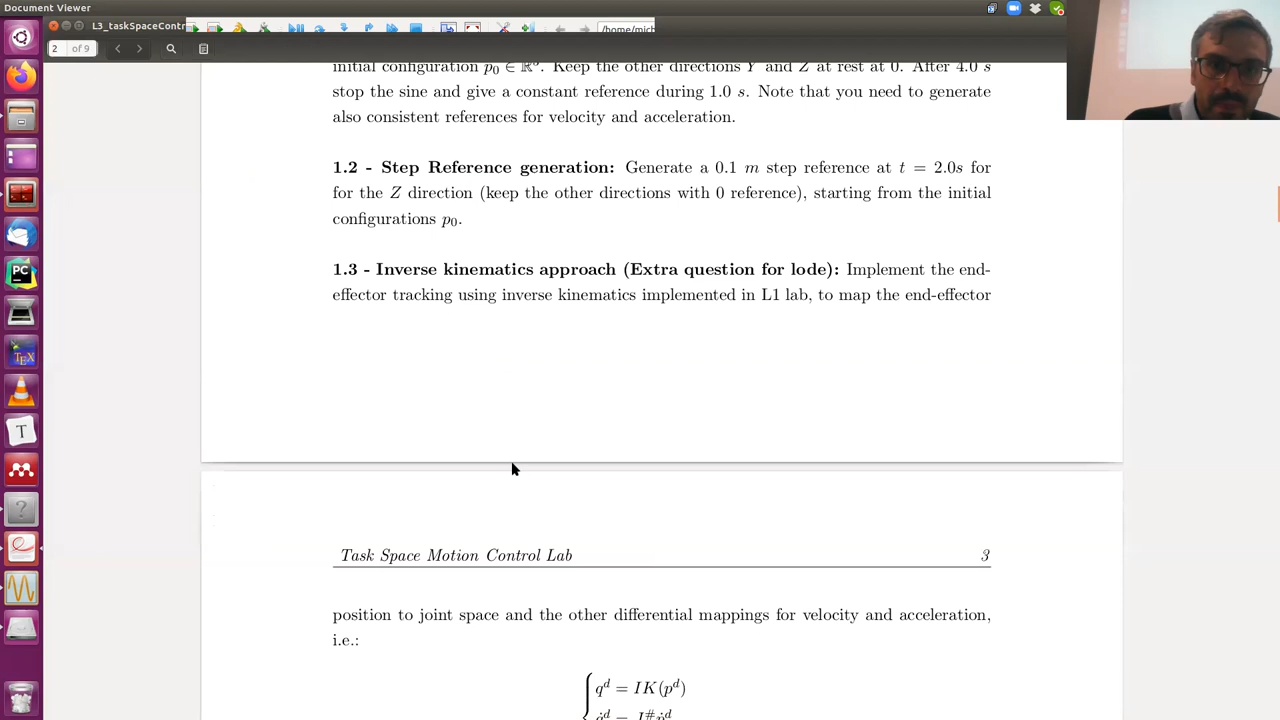 Document Viewer
L3_taskSpaceContr
/home/mich
2 of 9
initial configuration p₀ ∈ ℝ³. Keep the other directions Y and Z at rest at 0. After 4.0 s
stop the sine and give a constant reference during 1.0 s. Note that you need to generate
also consistent references for velocity and acceleration.
1.2 - Step Reference generation: Generate a 0.1 m step reference at t = 2.0s for
for the Z direction (keep the other directions with 0 reference), starting from the initial
configurations p₀.
1.3 - Inverse kinematics approach (Extra question for lode): Implement the end-
effector tracking using inverse kinematics implemented in L1 lab, to map the end-effector
Task Space Motion Control Lab 3
position to joint space and the other differential mappings for velocity and acceleration,
i.e.:
qᵈ = IK(pᵈ)
q̇ᵈ = J^# ṗᵈ
PC
TEX
T